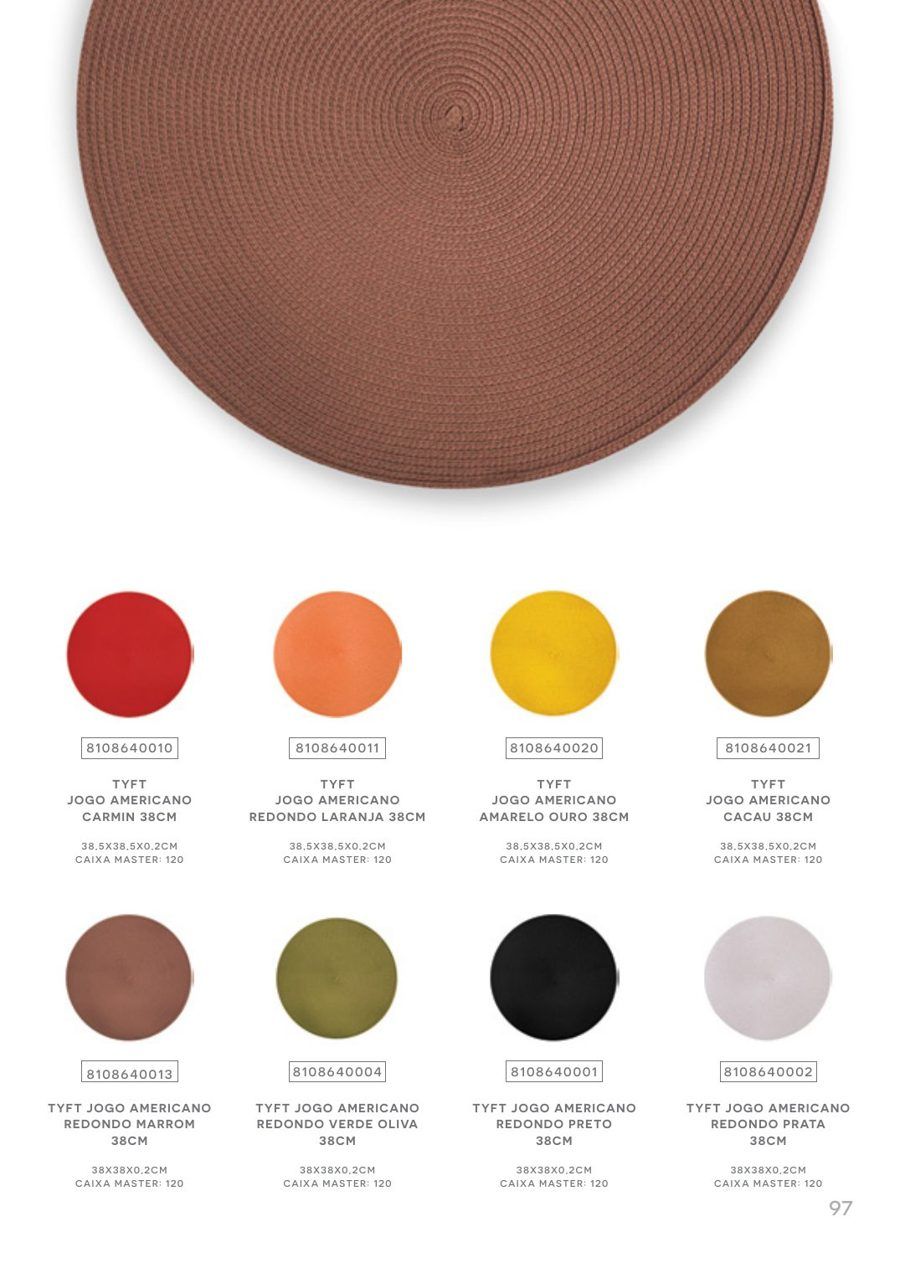 8108640010
TYFT
JOGO AMERICANO
CARMIN 38CM
38,5X38,5X0,2CM
CAIXA MASTER: 120
8108640011
TYFT
JOGO AMERICANO
REDONDO LARANJA 38CM
38,5X38,5X0,2CM
CAIXA MASTER: 120
8108640020
TYFT
JOGO AMERICANO
AMARELO OURO 38CM
38,5X38,5X0,2CM
CAIXA MASTER: 120
8108640021
TYFT
JOGO AMERICANO
CACAU 38CM
38,5X38,5X0,2CM
CAIXA MASTER: 120
8108640013
TYFT JOGO AMERICANO
REDONDO MARROM
38CM
38X38X0,2CM
CAIXA MASTER: 120
8108640004
TYFT JOGO AMERICANO
REDONDO VERDE OLIVA
38CM
38X38X0,2CM
CAIXA MASTER: 120
8108640001
TYFT JOGO AMERICANO
REDONDO PRETO
38CM
38X38X0,2CM
CAIXA MASTER: 120
8108640002
TYFT JOGO AMERICANO
REDONDO PRATA
38CM
38X38X0,2CM
CAIXA MASTER: 120
97